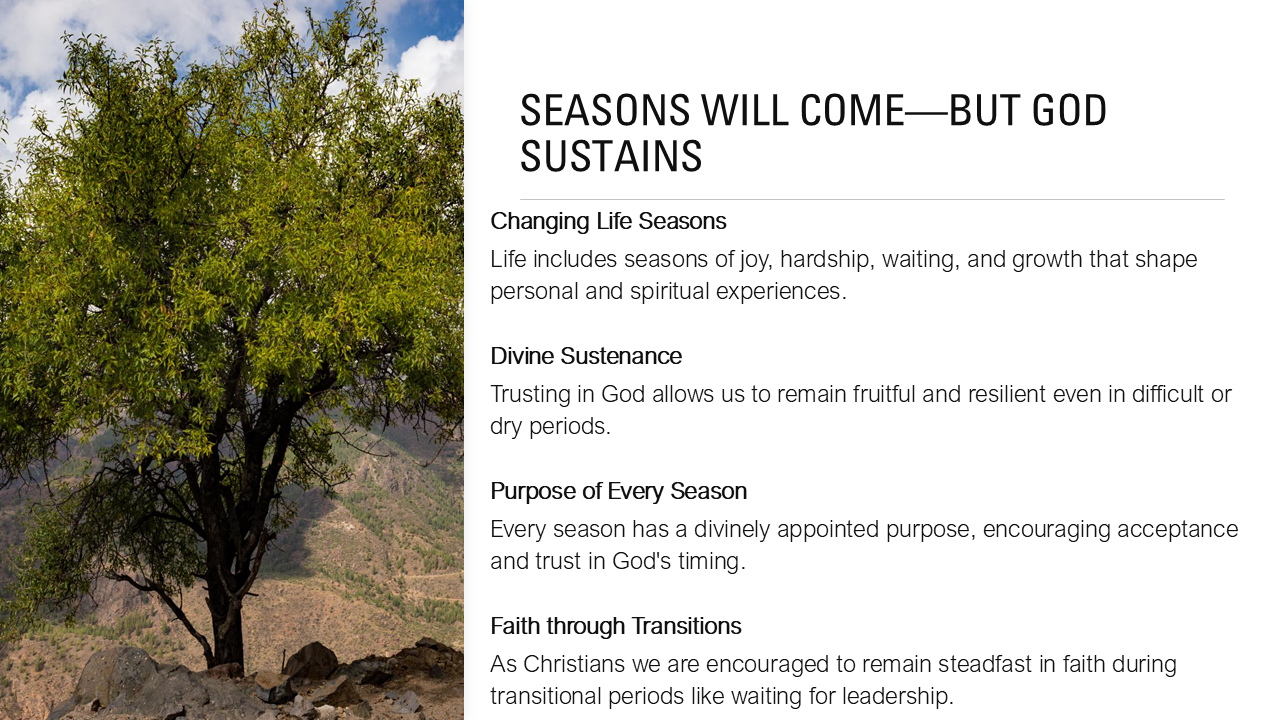 SEASONS WILL COME—BUT GOD
SUSTAINS
Changing Life Seasons
Life includes seasons of joy, hardship, waiting, and growth that shape
personal and spiritual experiences.
Divine Sustenance
Trusting in God allows us to remain fruitful and resilient even in difficult or
dry periods.
Purpose of Every Season
Every season has a divinely appointed purpose, encouraging acceptance
and trust in God's timing.
Faith through Transitions
As Christians we are encouraged to remain steadfast in faith during
transitional periods like waiting for leadership.